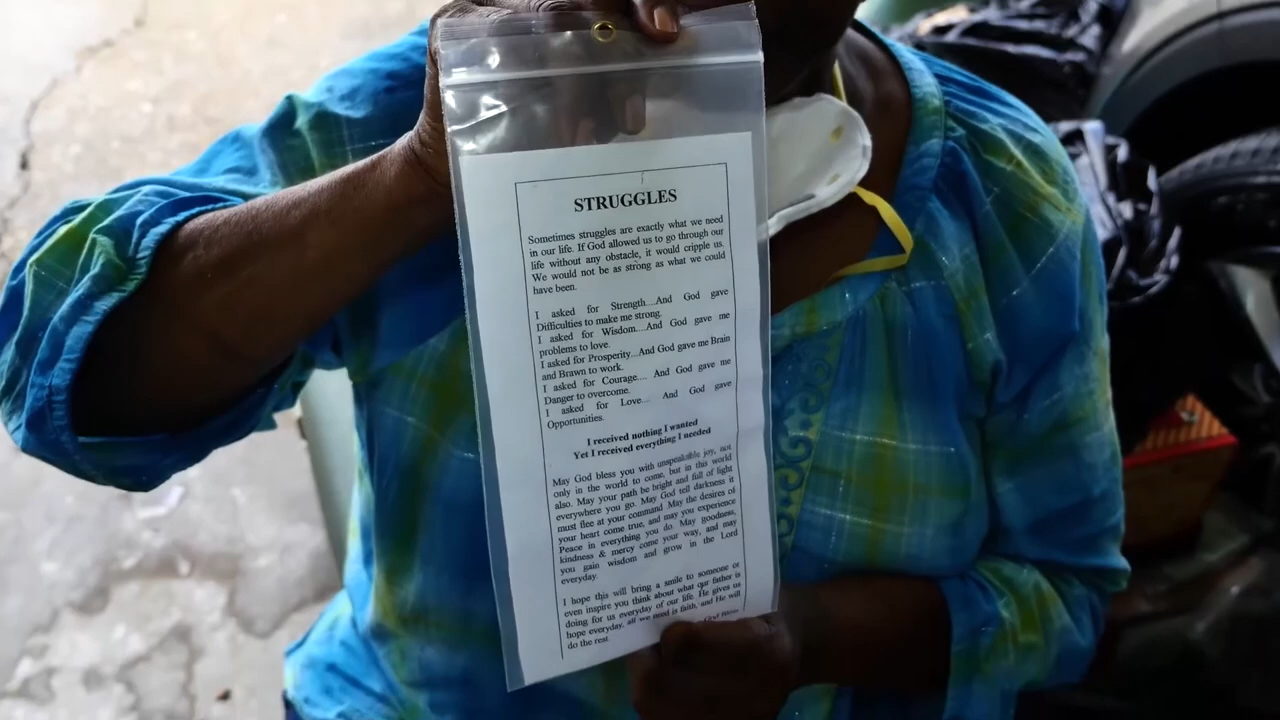 STRUGGLES
Sometimes struggles are exactly what we need
in our life. If God allowed us to go through our
life without any obstacle, it would cripple us.
We would not be as strong as what we could
have been.
I asked for Strength....And God gave
Difficulties to make me strong.
I asked for Wisdom....And God gave me
problems to love.
I asked for Prosperity...And God gave me Brain
and Brawn to work.
I asked for Courage.... And God gave me
Danger to overcome.
I asked for Love.... And God gave
Opportunities.
I received nothing I wanted
Yet I received everything I needed
May God bless you with unspeakable joy, not
only in the world to come, but in this world
also. May your path be bright and full of light
everywhere you go. May God tell darkness it
must flee at your command May the desires of
your heart come true, and may you experience
Peace in everything you do. May goodness,
kindness & mercy come your way, and may
you gain wisdom and grow in the Lord
everyday.
I hope this will bring a smile to someone or
even inspire you think about what our father is
doing for us everyday of our life. He gives us
hope everyday, all we need is faith, and He will
do the rest. God